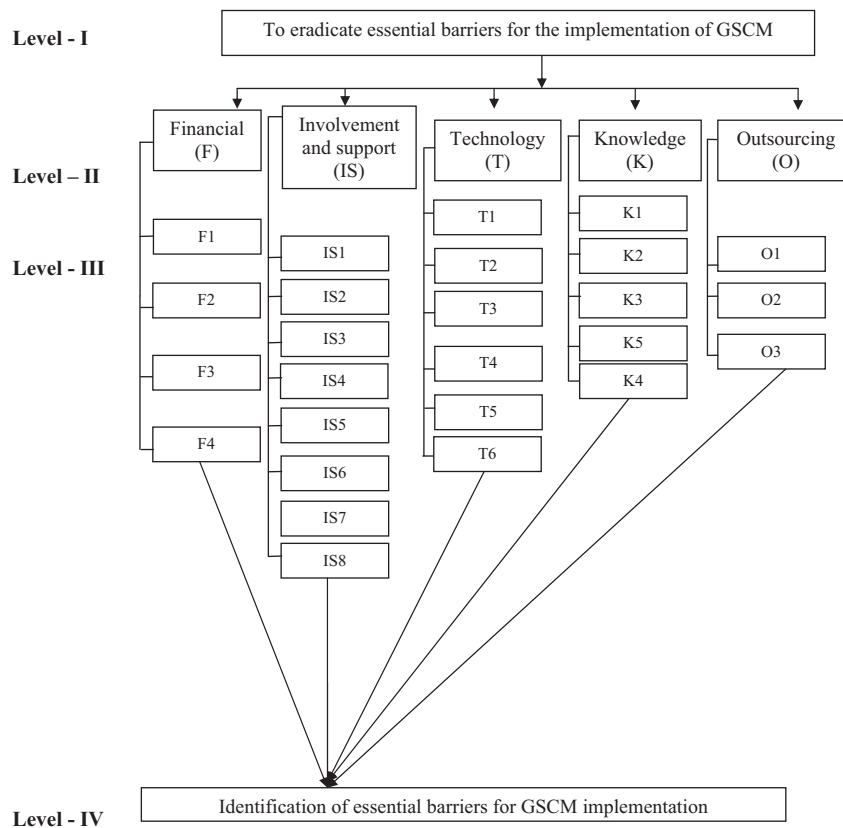 Level - I
To eradicate essential barriers for the implementation of GSCM
Level – II
Financial
(F)
Involvement
and support
(IS)
Technology
(T)
Knowledge
(K)
Outsourcing
(O)
Level - III
F1
F2
F3
F4
IS1
IS2
IS3
IS4
IS5
IS6
IS7
IS8
T1
T2
T3
T4
T5
T6
K1
K2
K3
K5
K4
O1
O2
O3
Level - IV
Identification of essential barriers for GSCM implementation